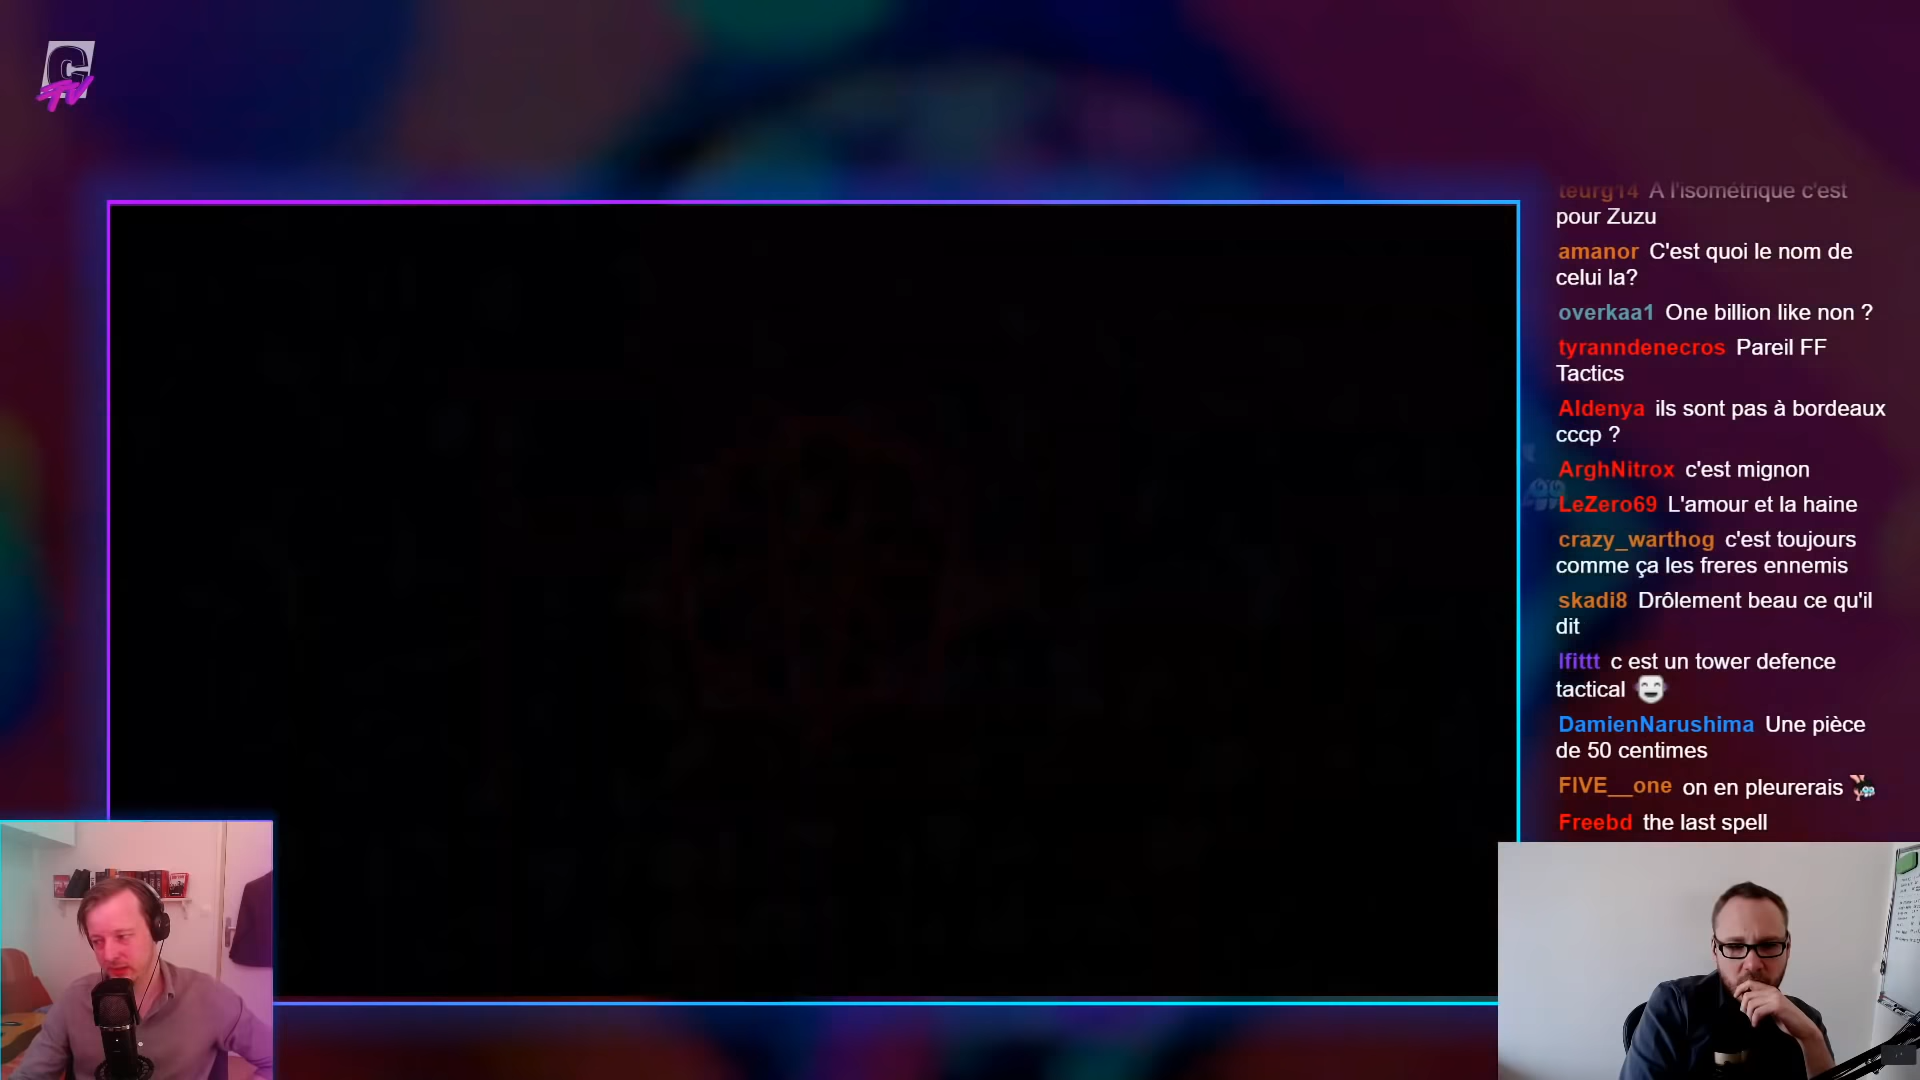 C
TV
teurg14 A l'isométrique c'est
pour Zuzu
amanor C'est quoi le nom de
celui la?
overkaa1 One billion like non ?
tyranndenecros Pareil FF
Tactics
Aldenya ils sont pas à bordeaux
cccp ?
ArghNitrox c'est mignon
LeZero69 L'amour et la haine
crazy_warthog c'est toujours
comme ça les freres ennemis
skadi8 Drôlement beau ce qu'il
dit
lfittt c est un tower defence
tactical
DamienNarushima Une pièce
de 50 centimes
FIVE__one on en pleurerais
Freebd the last spell